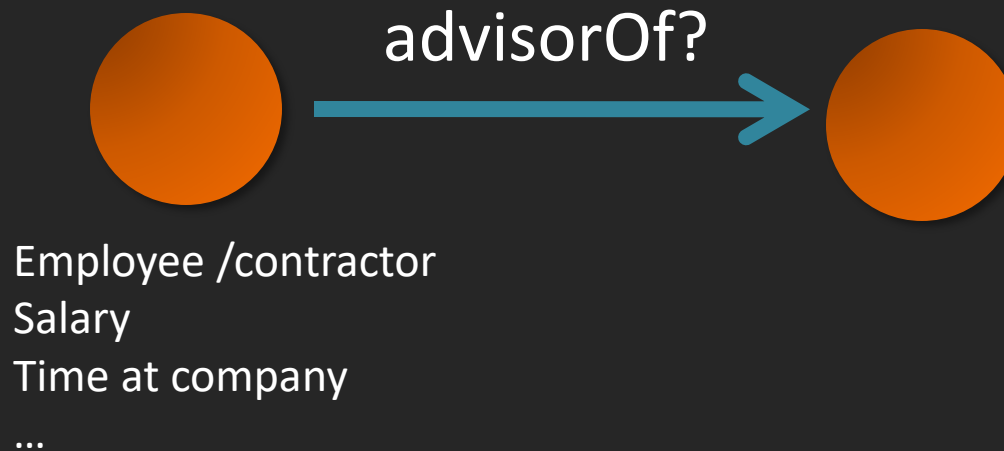 advisorOf?
Employee /contractor
Salary
Time at company
...